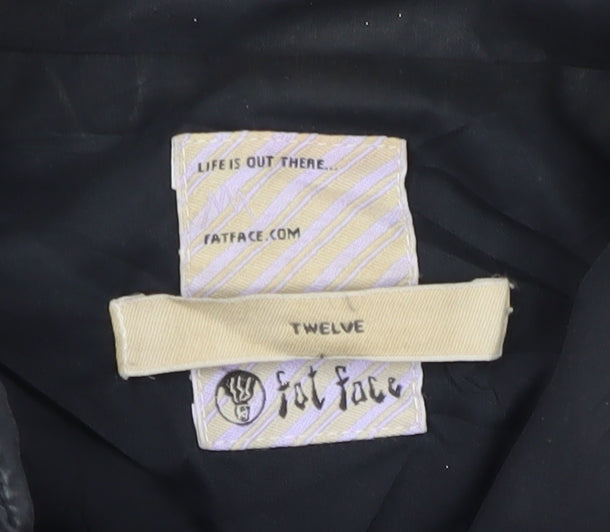 LIFE IS OUT THERE...
FATFACE.COM
TWELVE
fat face